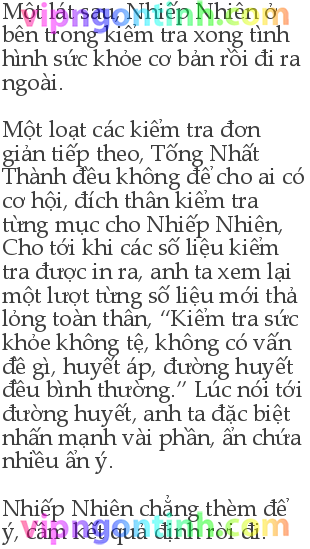 Một lát sau, Nhiếp Nhiên ở
bên trong kiểm tra xong tình
hình sức khỏe cơ bản rồi đi ra
ngoài.
Một loạt các kiểm tra đơn
giản tiếp theo, Tống Nhất
Thành đều không để cho ai có
cơ hội, đích thân kiểm tra
từng mục cho Nhiếp Nhiên,
Cho tới khi các số liệu kiểm
tra được in ra, anh ta xem lại
một lượt từng số liệu mới thả
lỏng toàn thân, “Kiểm tra sức
khỏe không tệ, không có vấn
đề gì, huyết áp, đường huyết
đều bình thường.” Lúc nói tới
đường huyết, anh ta đặc biệt
nhấn mạnh vài phần, ẩn chứa
nhiều ẩn ý.
Nhiếp Nhiên chẳng thèm để
ý, cầm kết quả định rời đi.
vipngontinh.com
vipngontinh.com